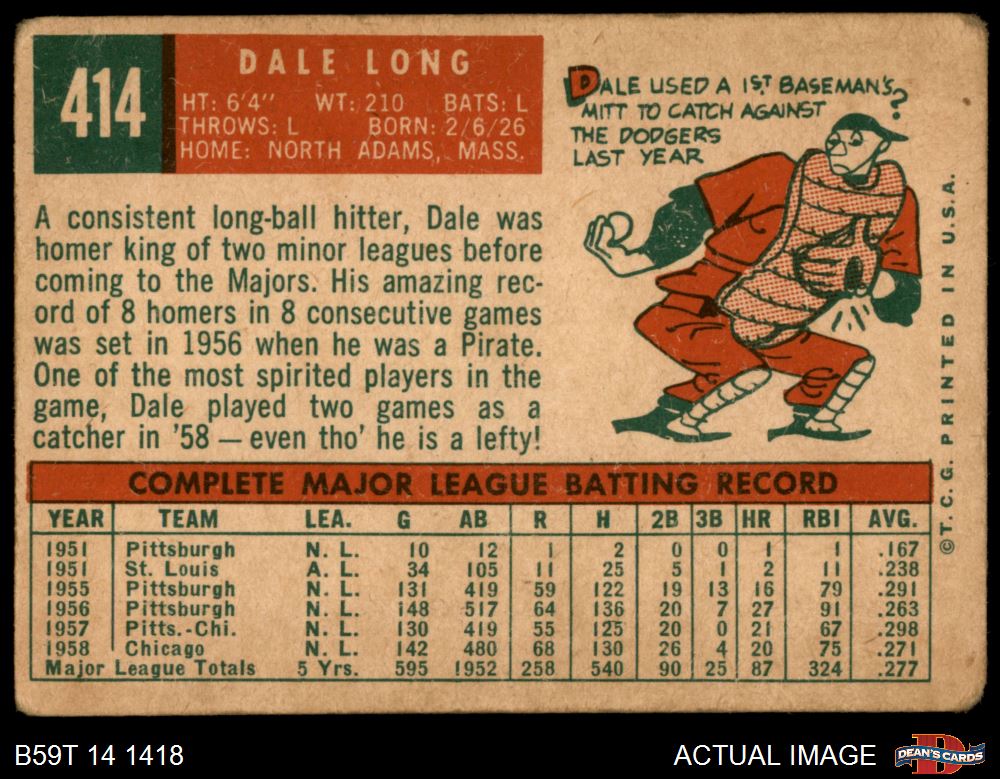 414
DALE LONG
HT: 6'4" WT: 210 BATS: L
THROWS: L BORN: 2/6/26
HOME: NORTH ADAMS, MASS.
DALE USED A 1ST BASEMAN'S
MITT TO CATCH AGAINST
THE DODGERS
LAST YEAR
?
A consistent long-ball hitter, Dale was
homer king of two minor leagues before
coming to the Majors. His amazing rec-
ord of 8 homers in 8 consecutive games
was set in 1956 when he was a Pirate.
One of the most spirited players in the
game, Dale played two games as a
catcher in '58 — even tho' he is a lefty!
COMPLETE MAJOR LEAGUE BATTING RECORD
YEAR TEAM LEA. G AB R H 2B 3B HR RBI AVG.
1951 Pittsburgh N. L. 10 12 1 2 0 0 1 1 .167
1951 St. Louis A. L. 34 105 11 25 5 1 2 11 .238
1955 Pittsburgh N. L. 131 419 59 122 19 13 16 79 .291
1956 Pittsburgh N. L. 148 517 64 136 20 7 27 91 .263
1957 Pitts.-Chi. N. L. 130 419 55 125 20 0 21 67 .298
1958 Chicago N. L. 142 480 68 130 26 4 20 75 .271
Major League Totals 5 Yrs. 595 1952 258 540 90 25 87 324 .277
© T. C. G. PRINTED IN U.S.A.
B59T 14 1418
ACTUAL IMAGE
DEAN'S CARDS